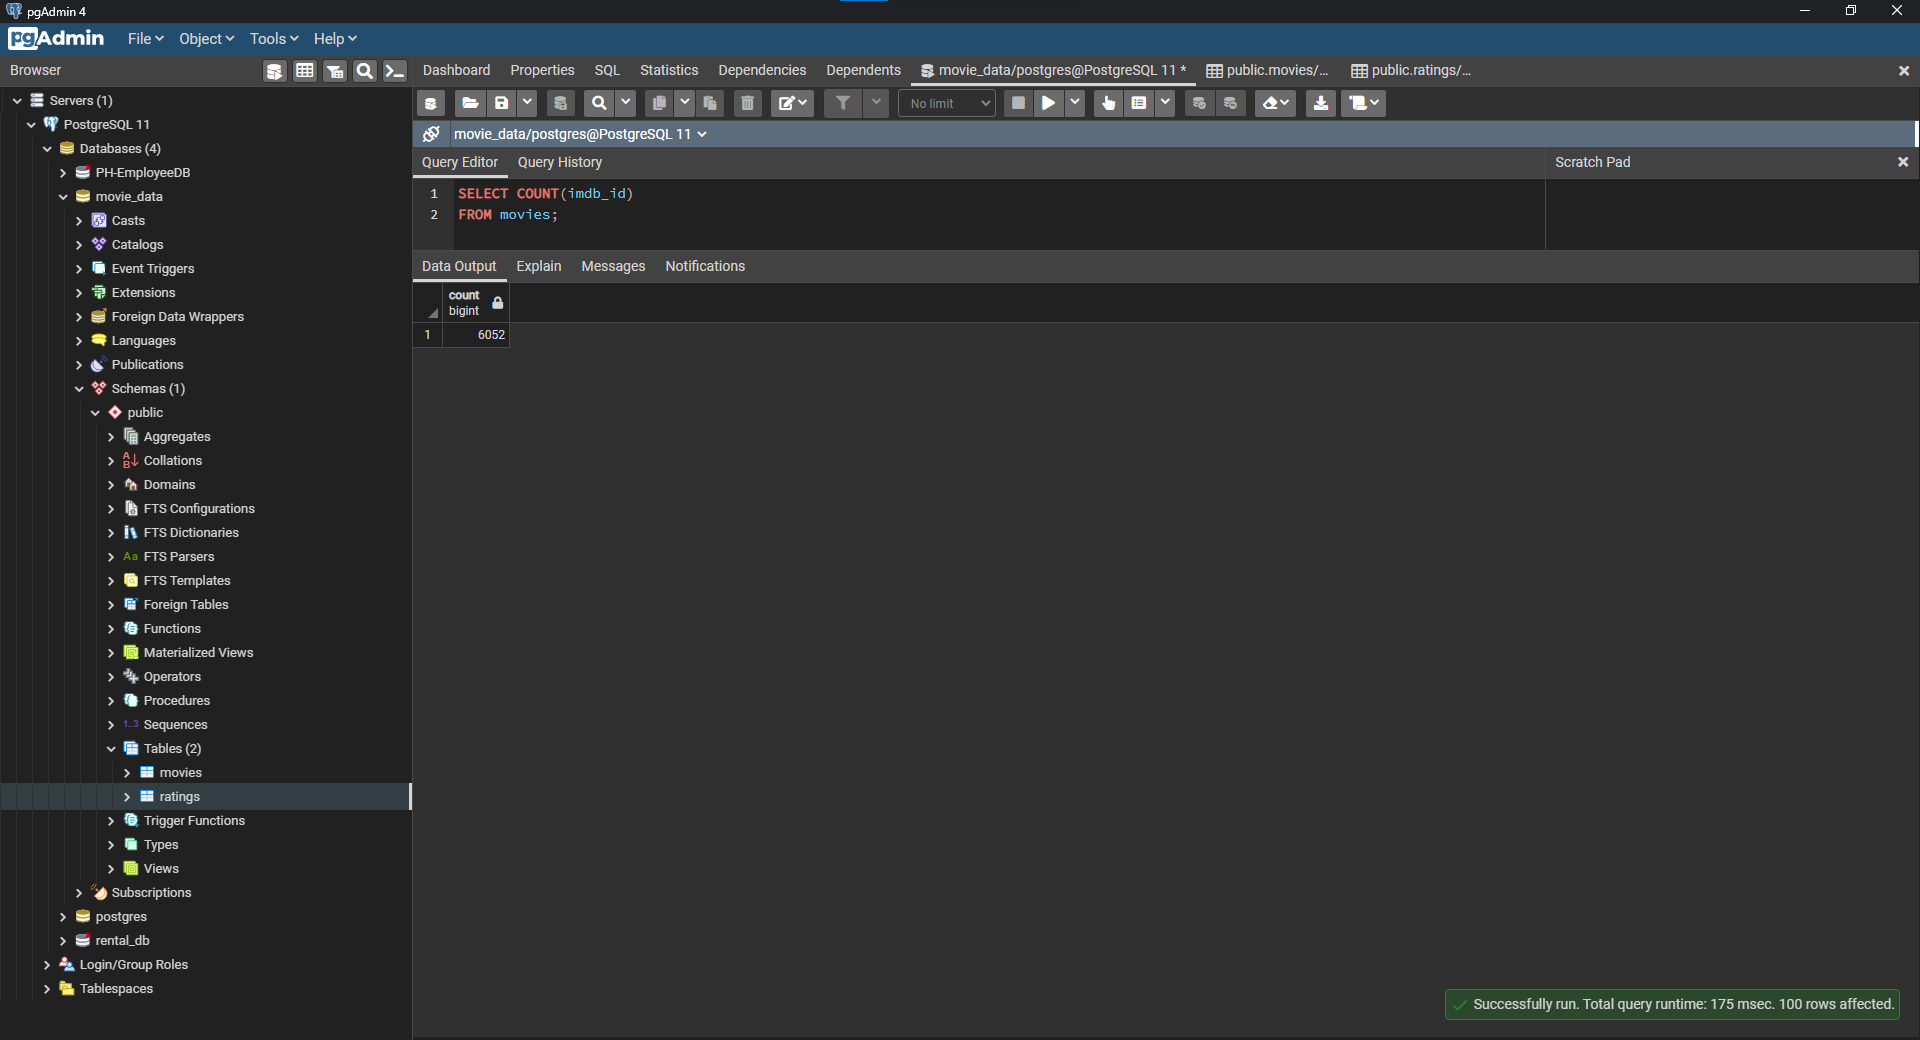 pgAdmin 4
pgAdmin File Object Tools Help
Browser
Dashboard Properties SQL Statistics Dependencies Dependents movie_data/postgres@PostgreSQL 11 * public.movies/... public.ratings/...
No limit
movie_data/postgres@PostgreSQL 11
Query Editor Query History
Scratch Pad
1 SELECT COUNT(imdb_id)
2 FROM movies;
Data Output Explain Messages Notifications
count
bigint
1 6052
Servers (1)
PostgreSQL 11
Databases (4)
PH-EmployeeDB
movie_data
Casts
Catalogs
Event Triggers
Extensions
Foreign Data Wrappers
Languages
Publications
Schemas (1)
public
Aggregates
Collations
Domains
FTS Configurations
FTS Dictionaries
Aa FTS Parsers
FTS Templates
Foreign Tables
Functions
Materialized Views
Operators
Procedures
1..3 Sequences
Tables (2)
movies
ratings
Trigger Functions
Types
Views
Subscriptions
postgres
rental_db
Login/Group Roles
Tablespaces
Successfully run. Total query runtime: 175 msec. 100 rows affected.